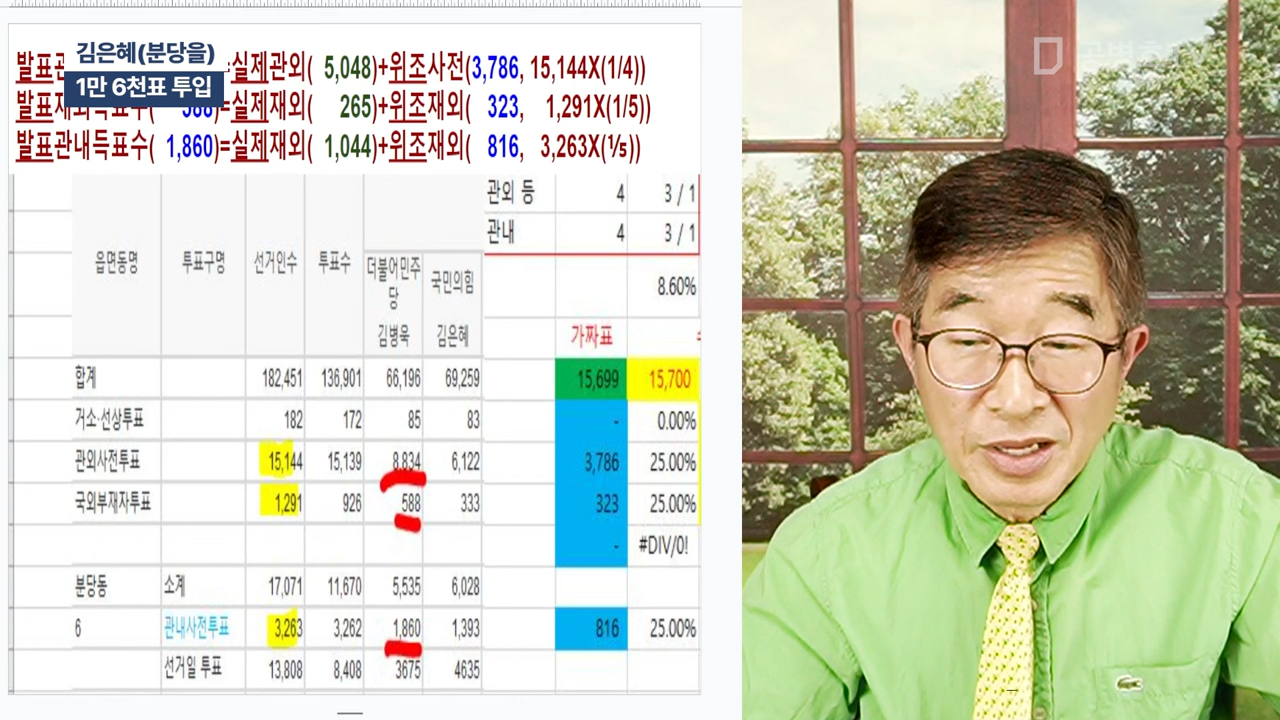 김은혜(분당을)
1만 6천표 투입
발표관 =실제관외( 5,048)+위조사전(3,786, 15,144X(1/4))
발표재외득표수( 588)=실제재외( 265)+위조재외( 323, 1,291X(1/5))
발표관내득표수( 1,860)=실제재외( 1,044)+위조재외( 816, 3,263X(⅕))
관외 등 4 3 / 1
관내 4 3 / 1
8.60%
읍면동명 투표구명 선거인수 투표수 더불어민주당 김병욱 국민의힘 김은혜 가짜표
합계 182,451 136,901 66,196 69,259 15,699 15,700
거소·선상투표 182 172 85 83 - 0.00%
관외사전투표 15,144 15,139 8,834 6,122 3,786 25.00%
국외부재자투표 1,291 926 588 333 323 25.00%
- #DIV/0!
분당동 소계 17,071 11,670 5,535 6,028
6 관내사전투표 3,263 3,262 1,860 1,393 816 25.00%
선거일 투표 13,808 8,408 3675 4635